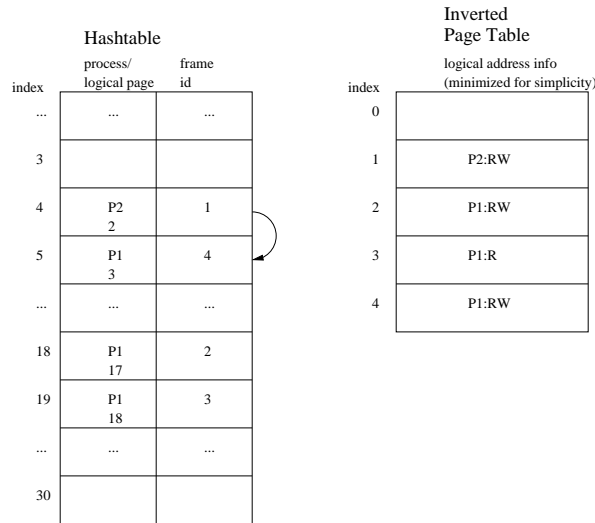 Hashtable
process/ frame
logical page id
index
... ... ...
3
4 P2 1
2
5 P1 4
3
... ... ...
18 P1 2
17
19 P1 3
18
... ... ...
30
Inverted
Page Table
logical address info
index (minimized for simplicity)
0
1 P2:RW
2 P1:RW
3 P1:R
4 P1:RW